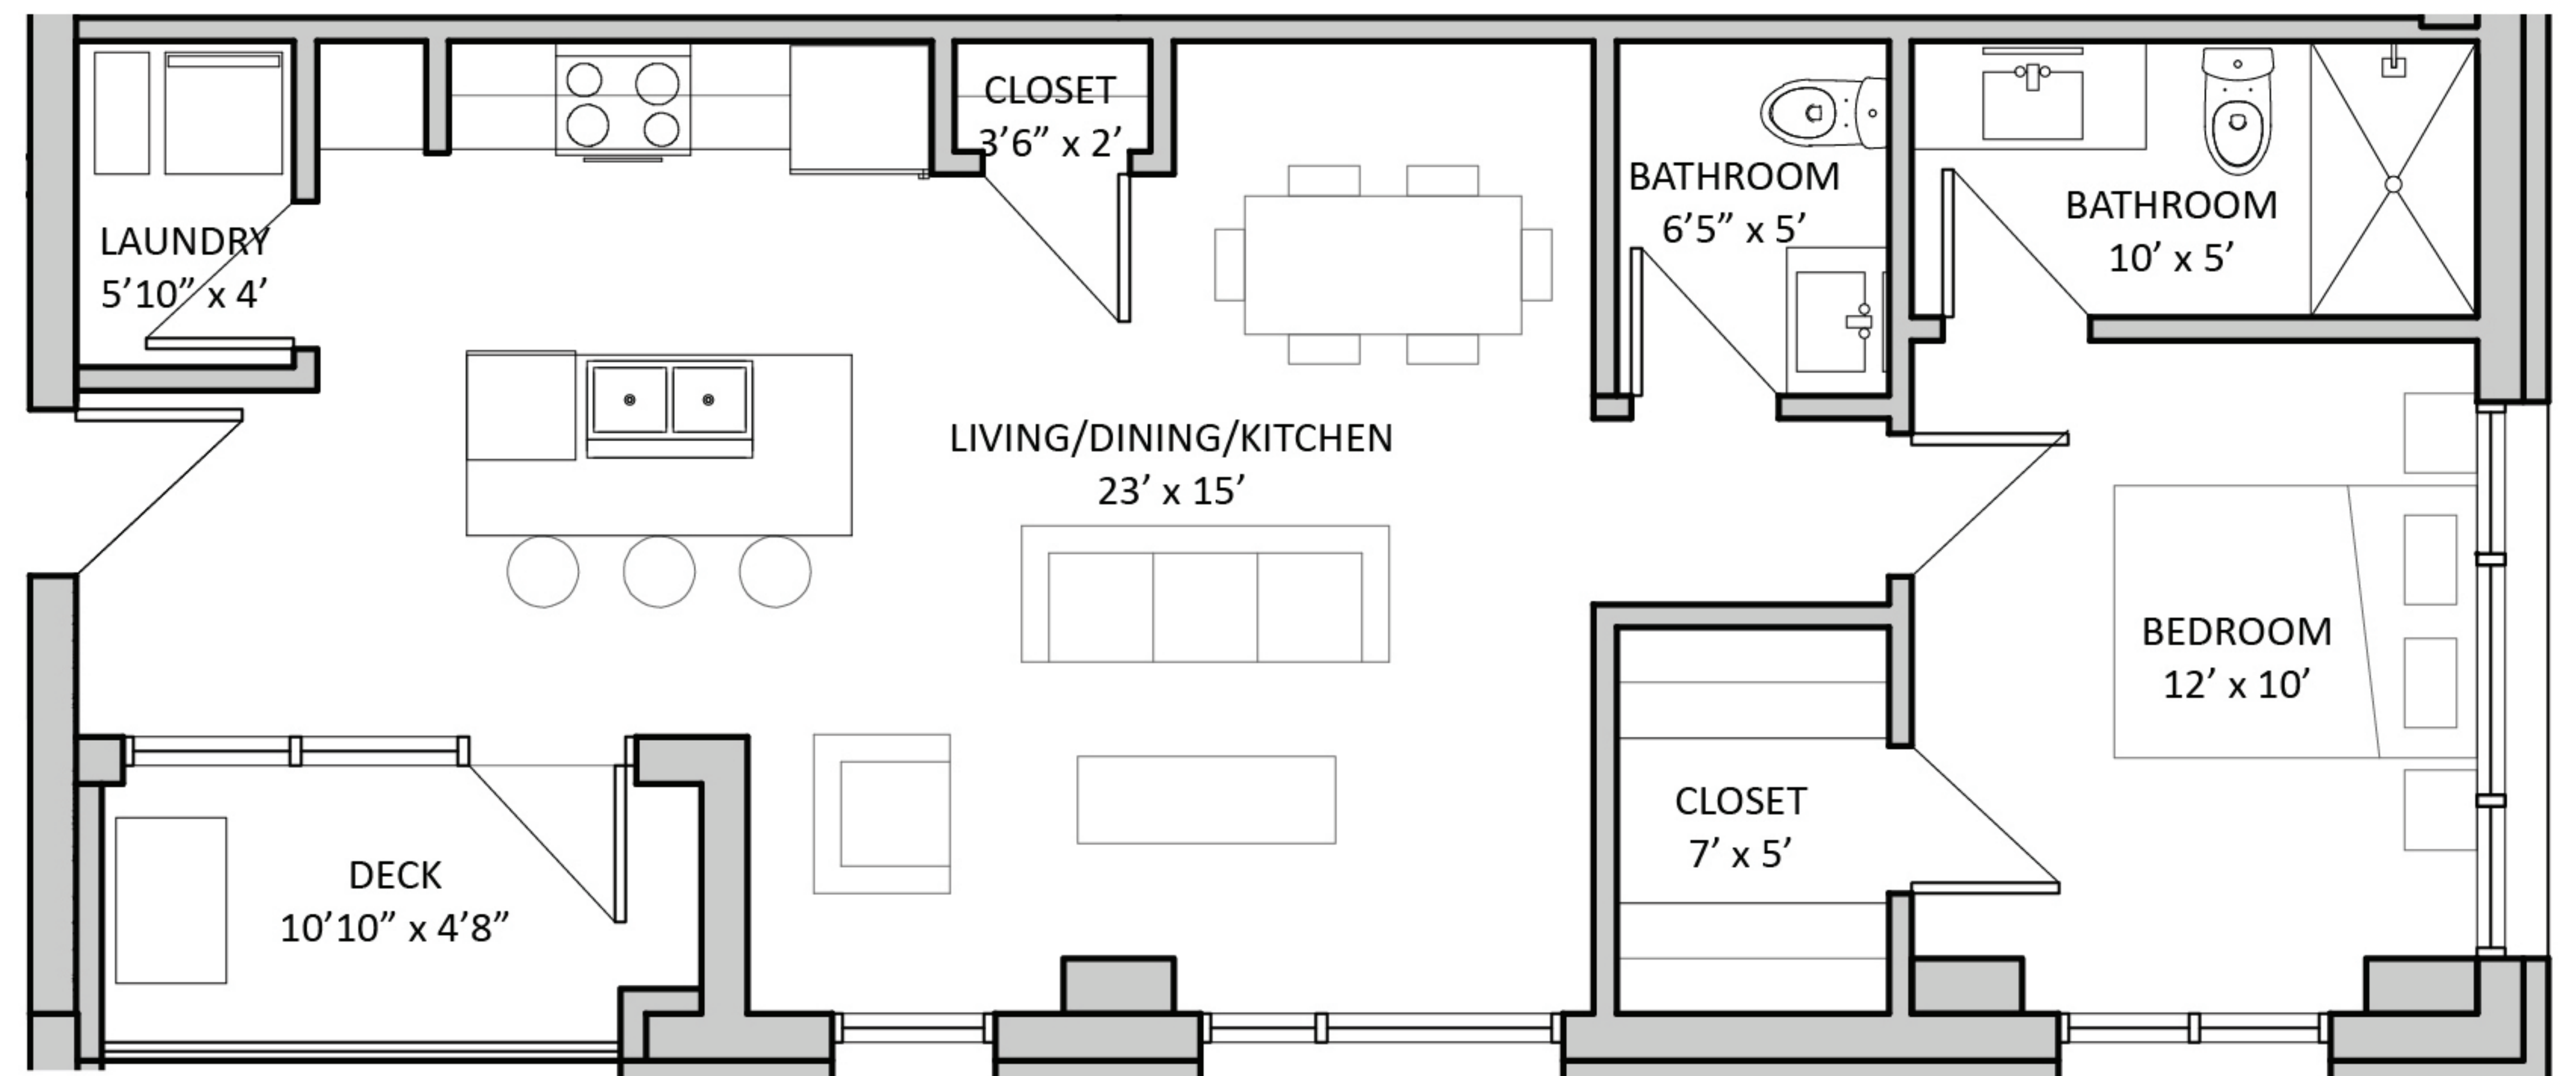 CLOSET
3’6” x 2’
BATHROOM
6’5” x 5’
BATHROOM
10’ x 5’
LAUNDRY
5’10” x 4’
LIVING/DINING/KITCHEN
23’ x 15’
BEDROOM
12’ x 10’
CLOSET
7’ x 5’
DECK
10’10” x 4’8”